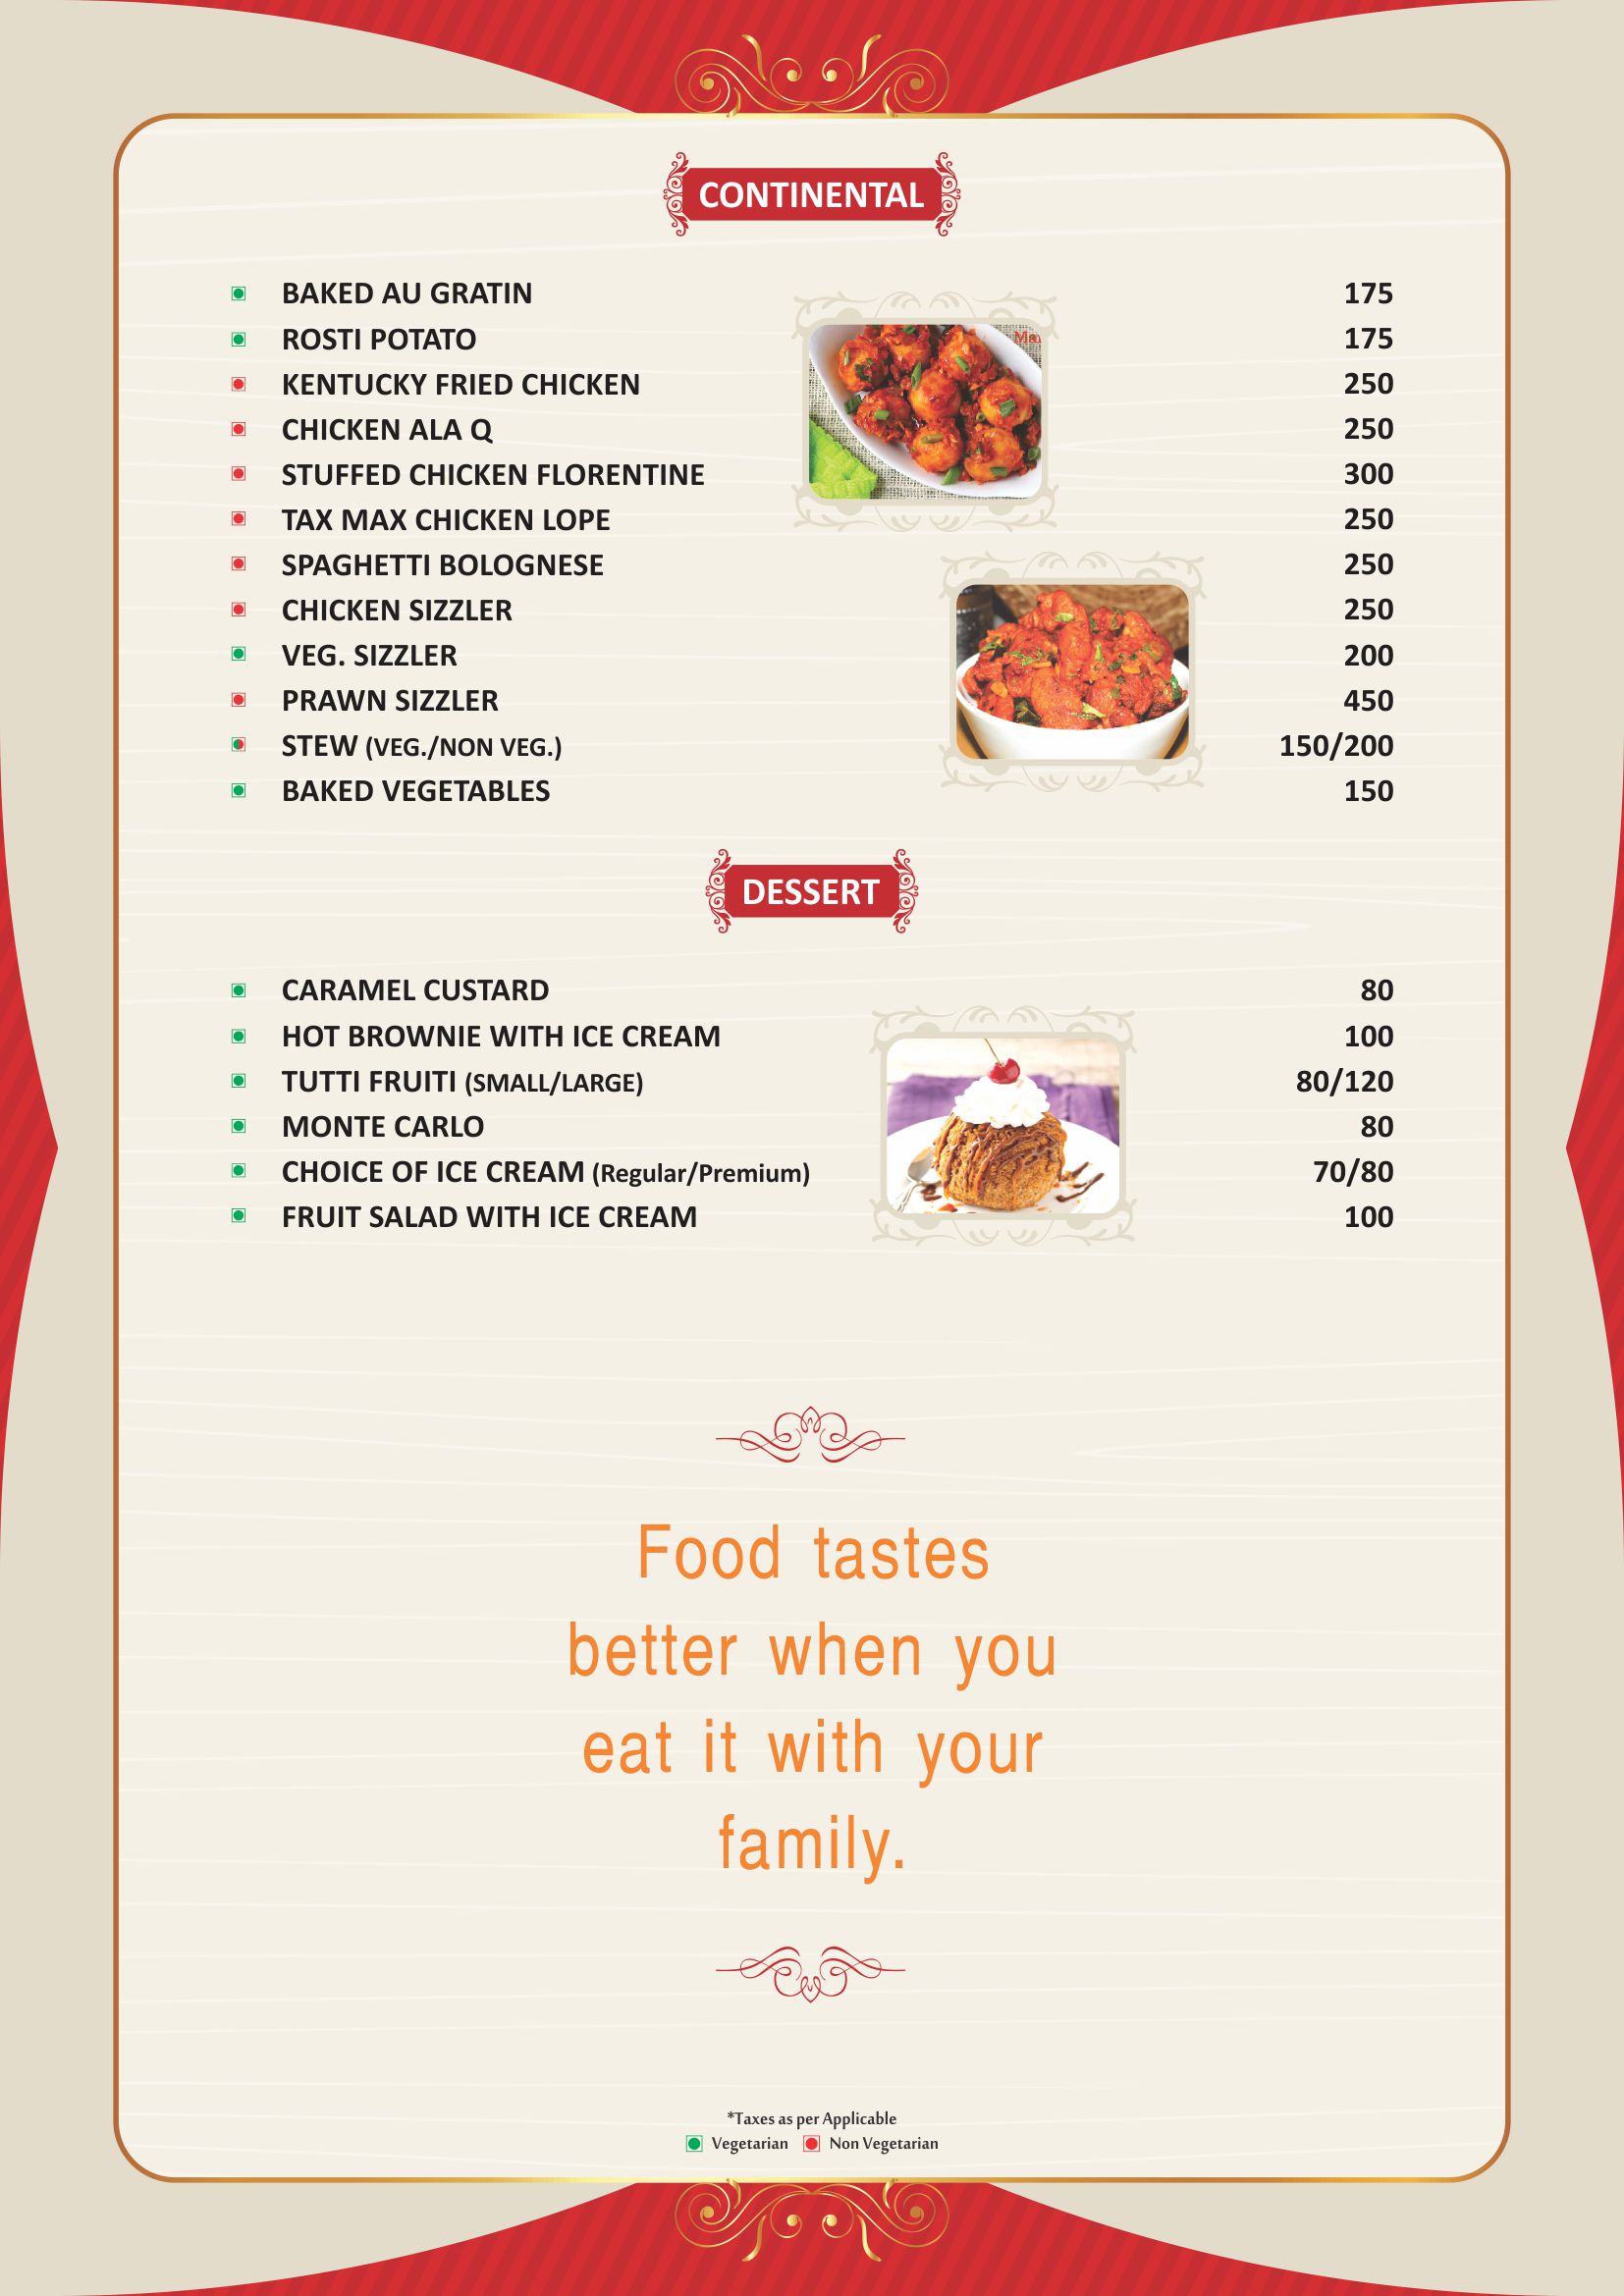 CONTINENTAL
BAKED AU GRATIN 175
ROSTI POTATO 175
KENTUCKY FRIED CHICKEN 250
CHICKEN ALA Q 250
STUFFED CHICKEN FLORENTINE 300
TAX MAX CHICKEN LOPE 250
SPAGHETTI BOLOGNESE 250
CHICKEN SIZZLER 250
VEG. SIZZLER 200
PRAWN SIZZLER 450
STEW (VEG./NON VEG.) 150/200
BAKED VEGETABLES 150
DESSERT
CARAMEL CUSTARD 80
HOT BROWNIE WITH ICE CREAM 100
TUTTI FRUITI (SMALL/LARGE) 80/120
MONTE CARLO 80
CHOICE OF ICE CREAM (Regular/Premium) 70/80
FRUIT SALAD WITH ICE CREAM 100
Food tastes
better when you
eat it with your
family.
*Taxes as per Applicable
Vegetarian Non Vegetarian